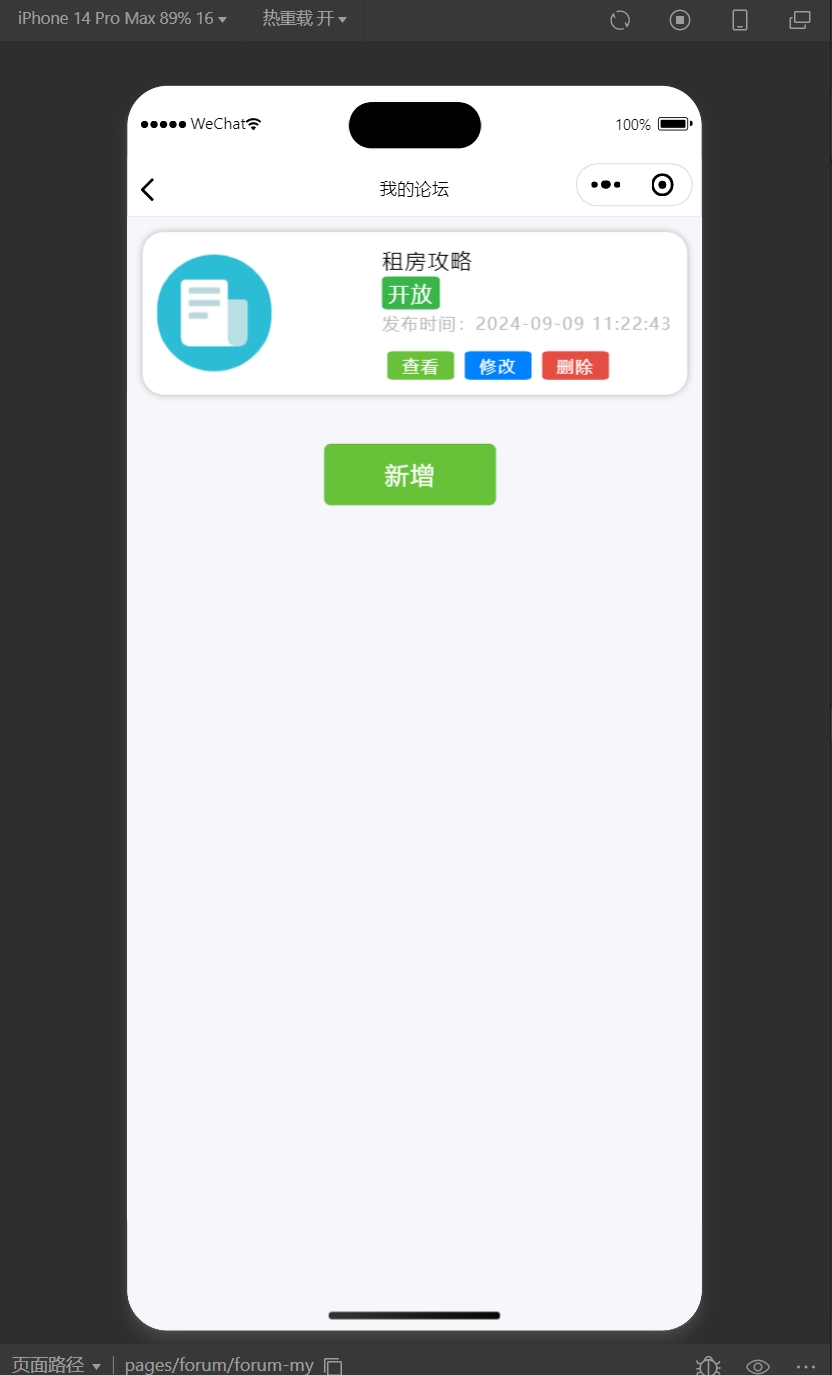 iPhone 14 Pro Max 89% 16 热重载 开
WeChat 100%
我的论坛
租房攻略
开放
发布时间：2024-09-09 11:22:43
查看 修改 删除
新增
页面路径 pages/forum/forum-my